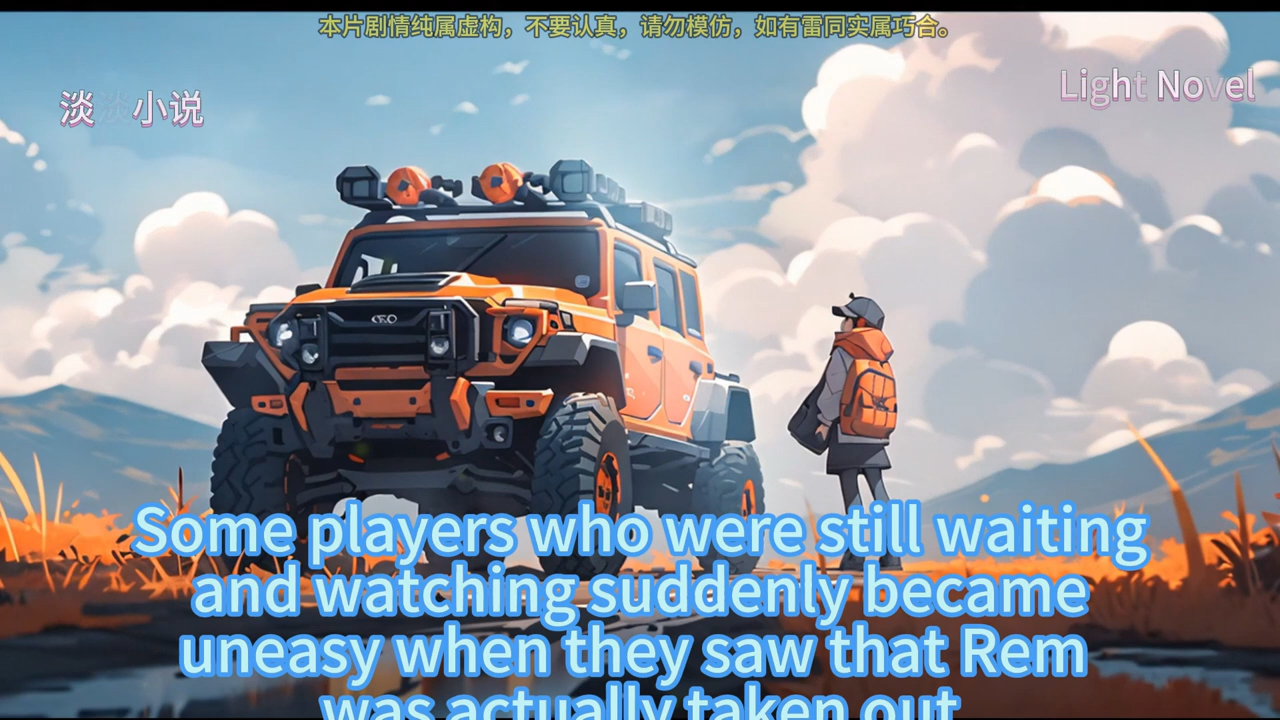 本片剧情纯属虚构，不要认真，请勿模仿，如有雷同实属巧合。
淡淡小说
Light Novel
Some players who were still waiting
and watching suddenly became
uneasy when they saw that Rem
was actually taken out